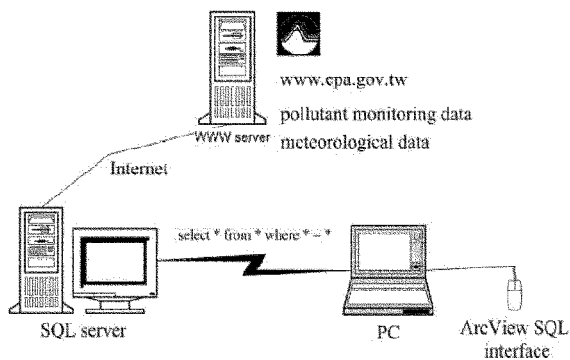 www.epa.gov.tw
pollutant monitoring data
WWW server
meteorological data
Internet
select * from * where * = *
SQL server
PC
ArcView SQL
interface